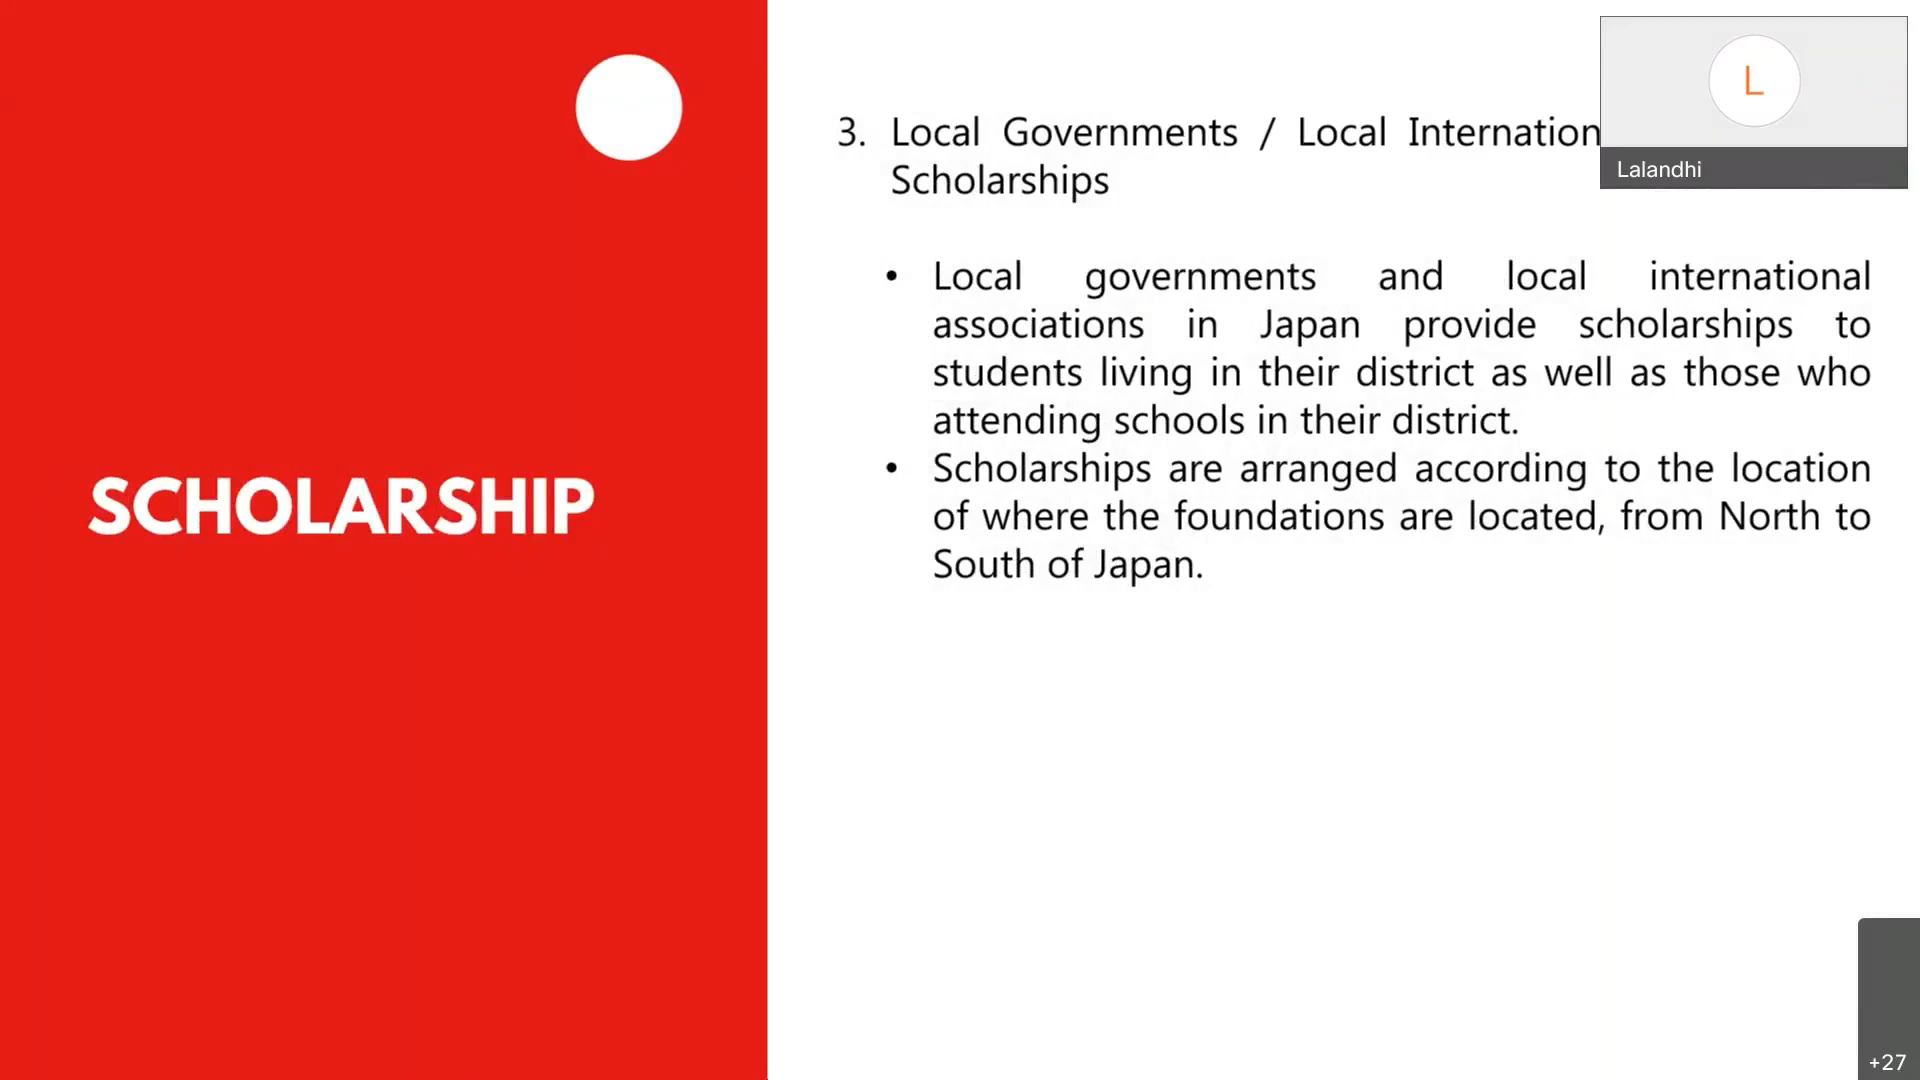 SCHOLARSHIP
3. Local Governments / Local
Scholarships
• Local governments and local international
associations in Japan provide scholarships to
students living in their district as well as those who
attending schools in their district.
• Scholarships are arranged according to the location
of where the foundations are located, from North to
South of Japan.
L
Lalandhi
+27